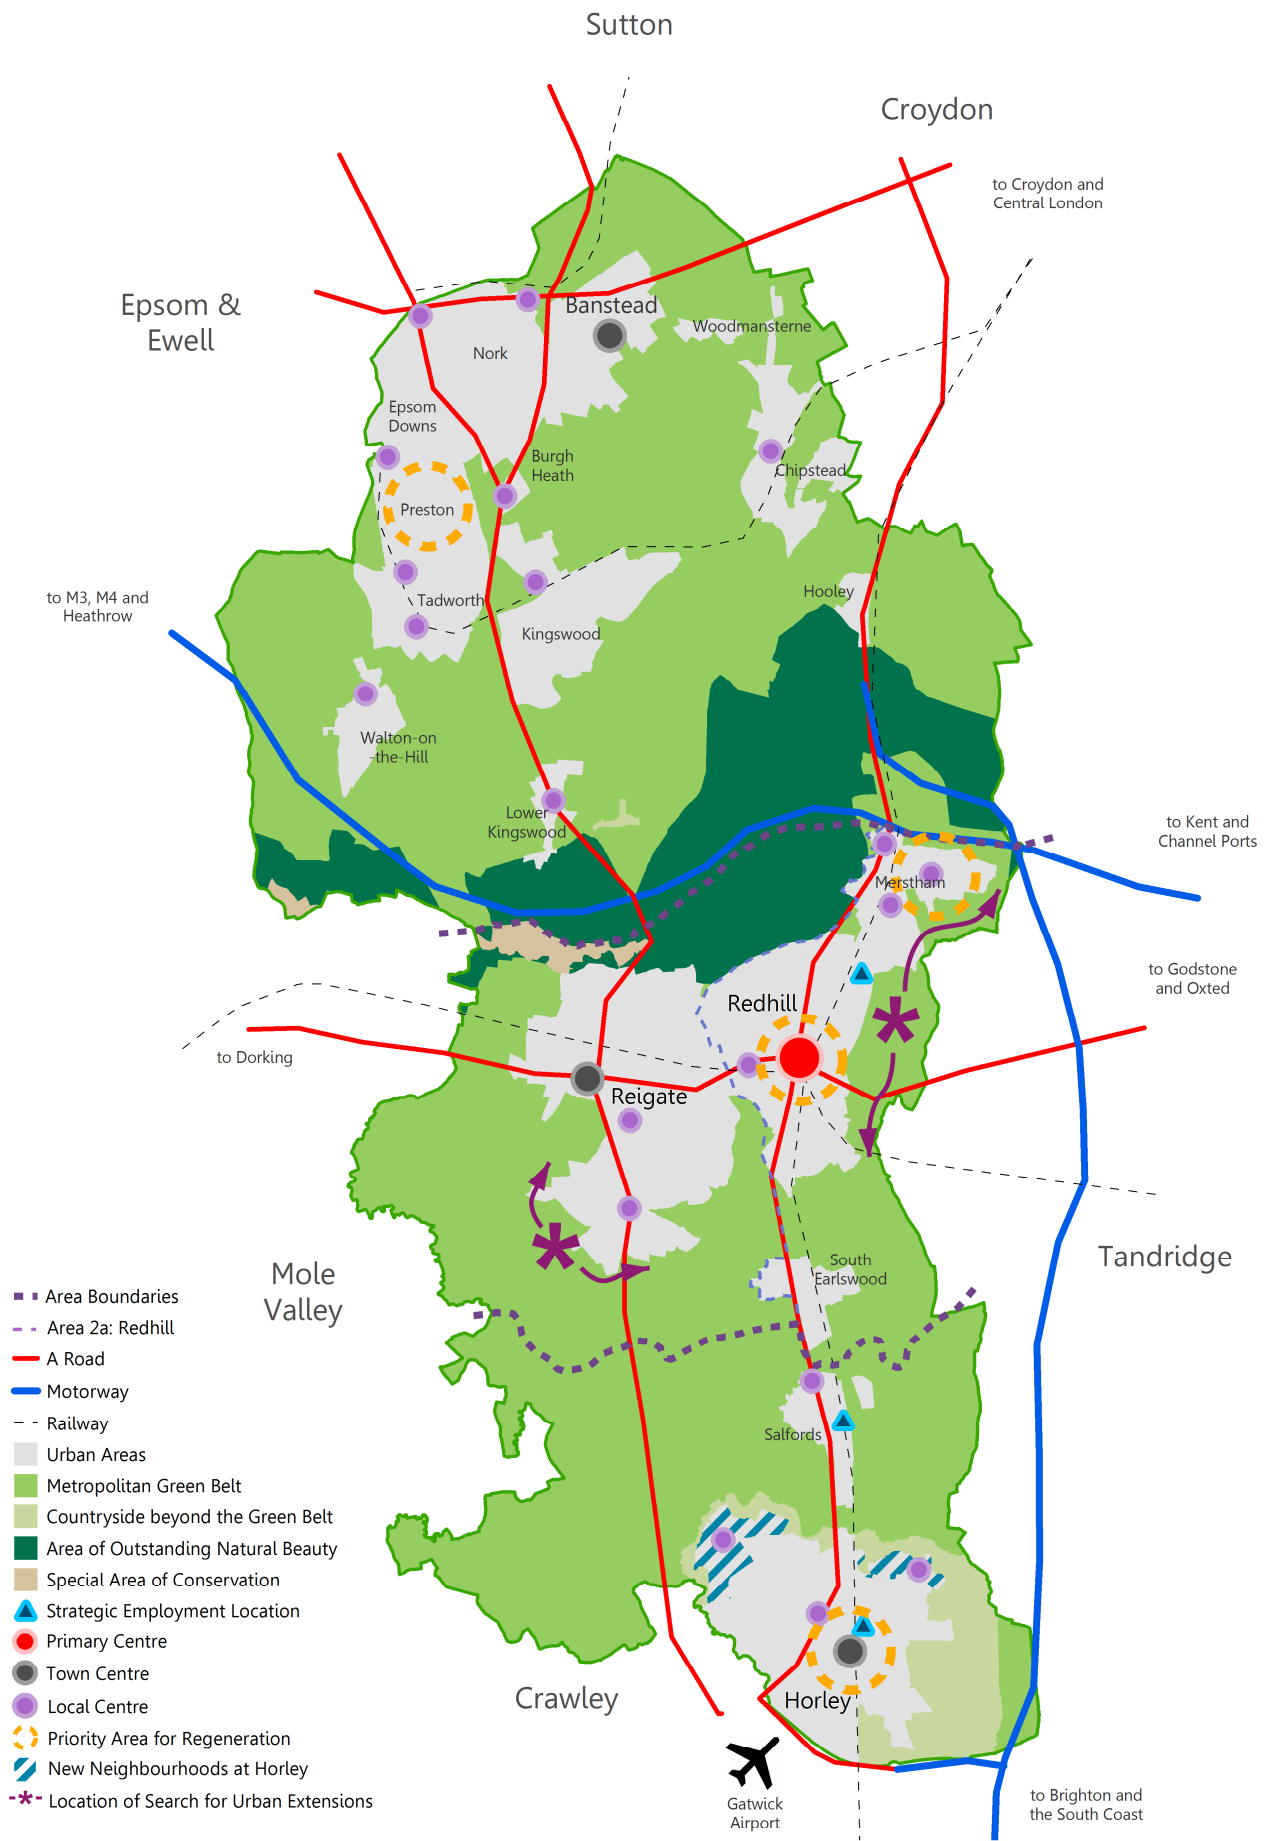 Sutton
Croydon
to Croydon and
Central London
Epsom &
Ewell
Banstead
Woodmansterne
Nork
Epsom
Downs
Burgh
Heath
Chipstead
Preston
Hooley
to M3, M4 and
Heathrow
Tadworth
Kingswood
Walton-on
-the-Hill
Lower
Kingswood
to Kent and
Channel Ports
Merstham
to Godstone
and Oxted
Redhill
to Dorking
Reigate
South
Earlswood
Tandridge
Mole
Valley
Salfords
Crawley
Horley
Gatwick
Airport
to Brighton and
the South Coast
Area Boundaries
Area 2a: Redhill
A Road
Motorway
Railway
Urban Areas
Metropolitan Green Belt
Countryside beyond the Green Belt
Area of Outstanding Natural Beauty
Special Area of Conservation
Strategic Employment Location
Primary Centre
Town Centre
Local Centre
Priority Area for Regeneration
New Neighbourhoods at Horley
Location of Search for Urban Extensions